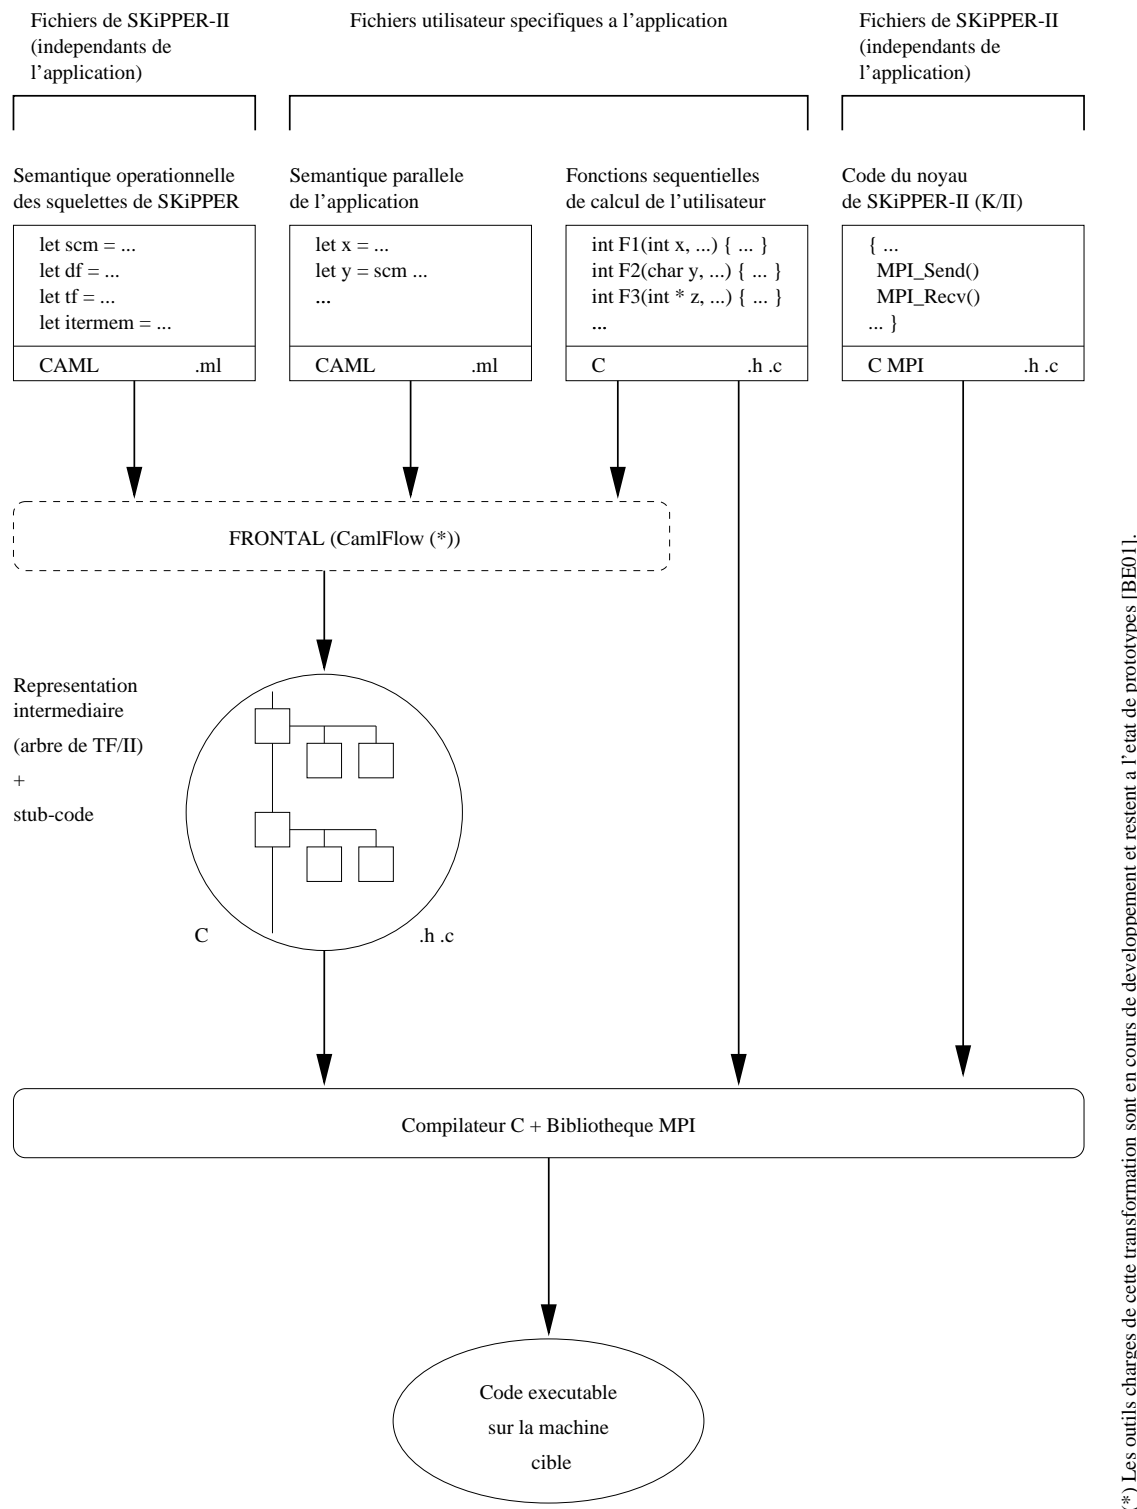 Fichiers de SKiPPER-II
(independants de
l'application)
Fichiers utilisateur specifiques a l'application
Fichiers de SKiPPER-II
(independants de
l'application)
Semantique operationnelle
des squelettes de SKiPPER
Semantique parallele
de l'application
Fonctions sequentielles
de calcul de l'utilisateur
Code du noyau
de SKiPPER-II (K/II)
let scm = ...
let df = ...
let tf = ...
let itermem = ...
CAML .ml
let x = ...
let y = scm ...
...
CAML .ml
int F1(int x, ...) { ... }
int F2(char y, ...) { ... }
int F3(int * z, ...) { ... }
...
C .h .c
{ ...
MPI_Send()
MPI_Recv()
... }
C MPI .h .c
FRONTAL (CamlFlow (*))
Representation
intermediaire
(arbre de TF/II)
+
stub-code
C .h .c
Compilateur C + Bibliotheque MPI
Code executable
sur la machine
cible
(*) Les outils charges de cette transformation sont en cours de developpement et restent a l'etat de prototypes [BE01].